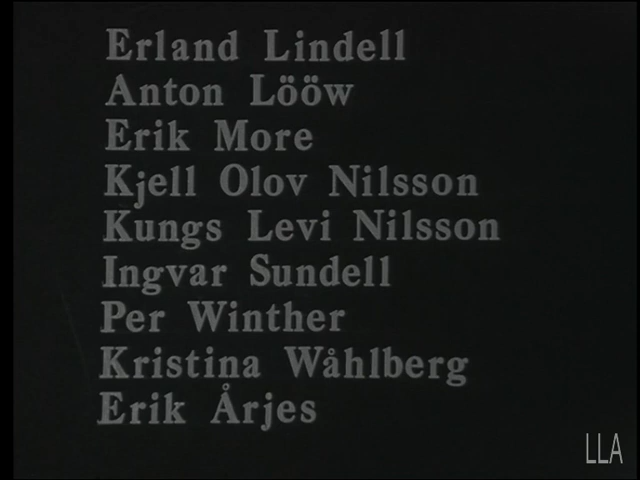 Erland Lindell
Anton Lööw
Erik More
Kjell Olov Nilsson
Kungs Levi Nilsson
Ingvar Sundell
Per Winther
Kristina Wåhlberg
Erik Årjes
LLA